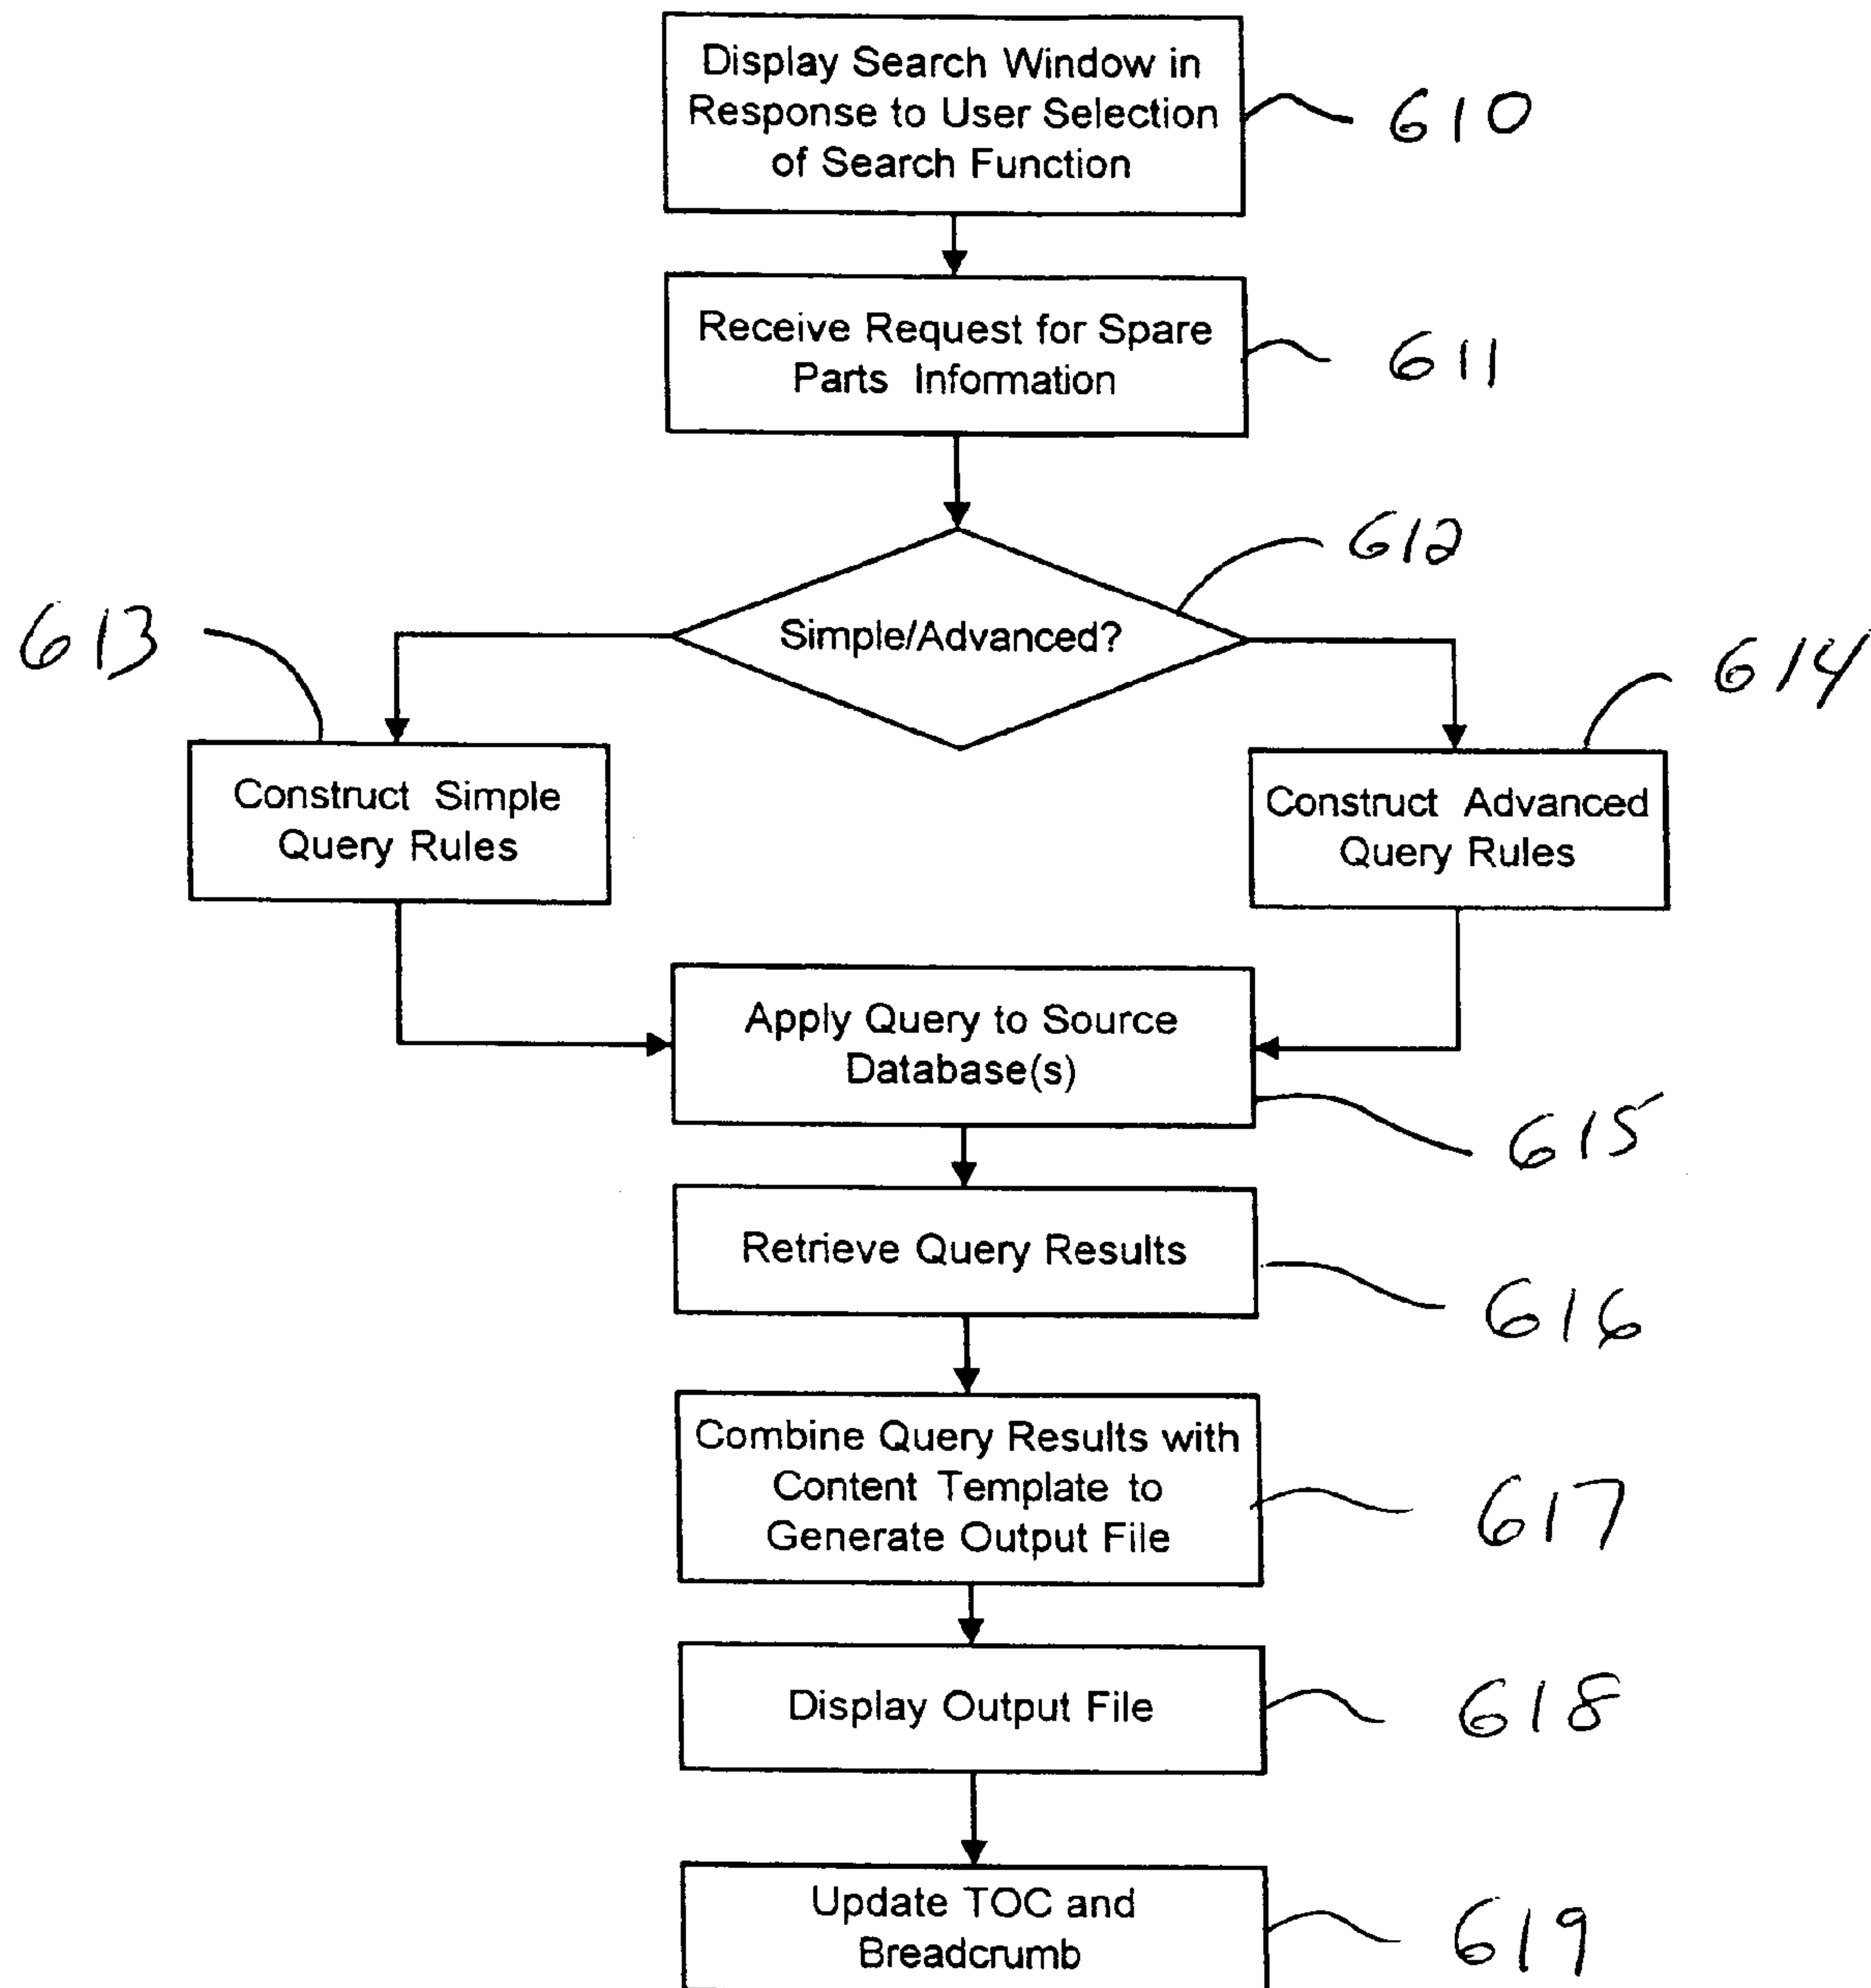 Display Search Window in
Response to User Selection
of Search Function
610
Receive Request for Spare
Parts Information
611
612
Simple/Advanced?
613
614
Construct Simple
Query Rules
Construct Advanced
Query Rules
Apply Query to Source
Database(s)
615
Retrieve Query Results
616
Combine Query Results with
Content Template to
Generate Output File
617
Display Output File
618
Update TOC and
Breadcrumb
619